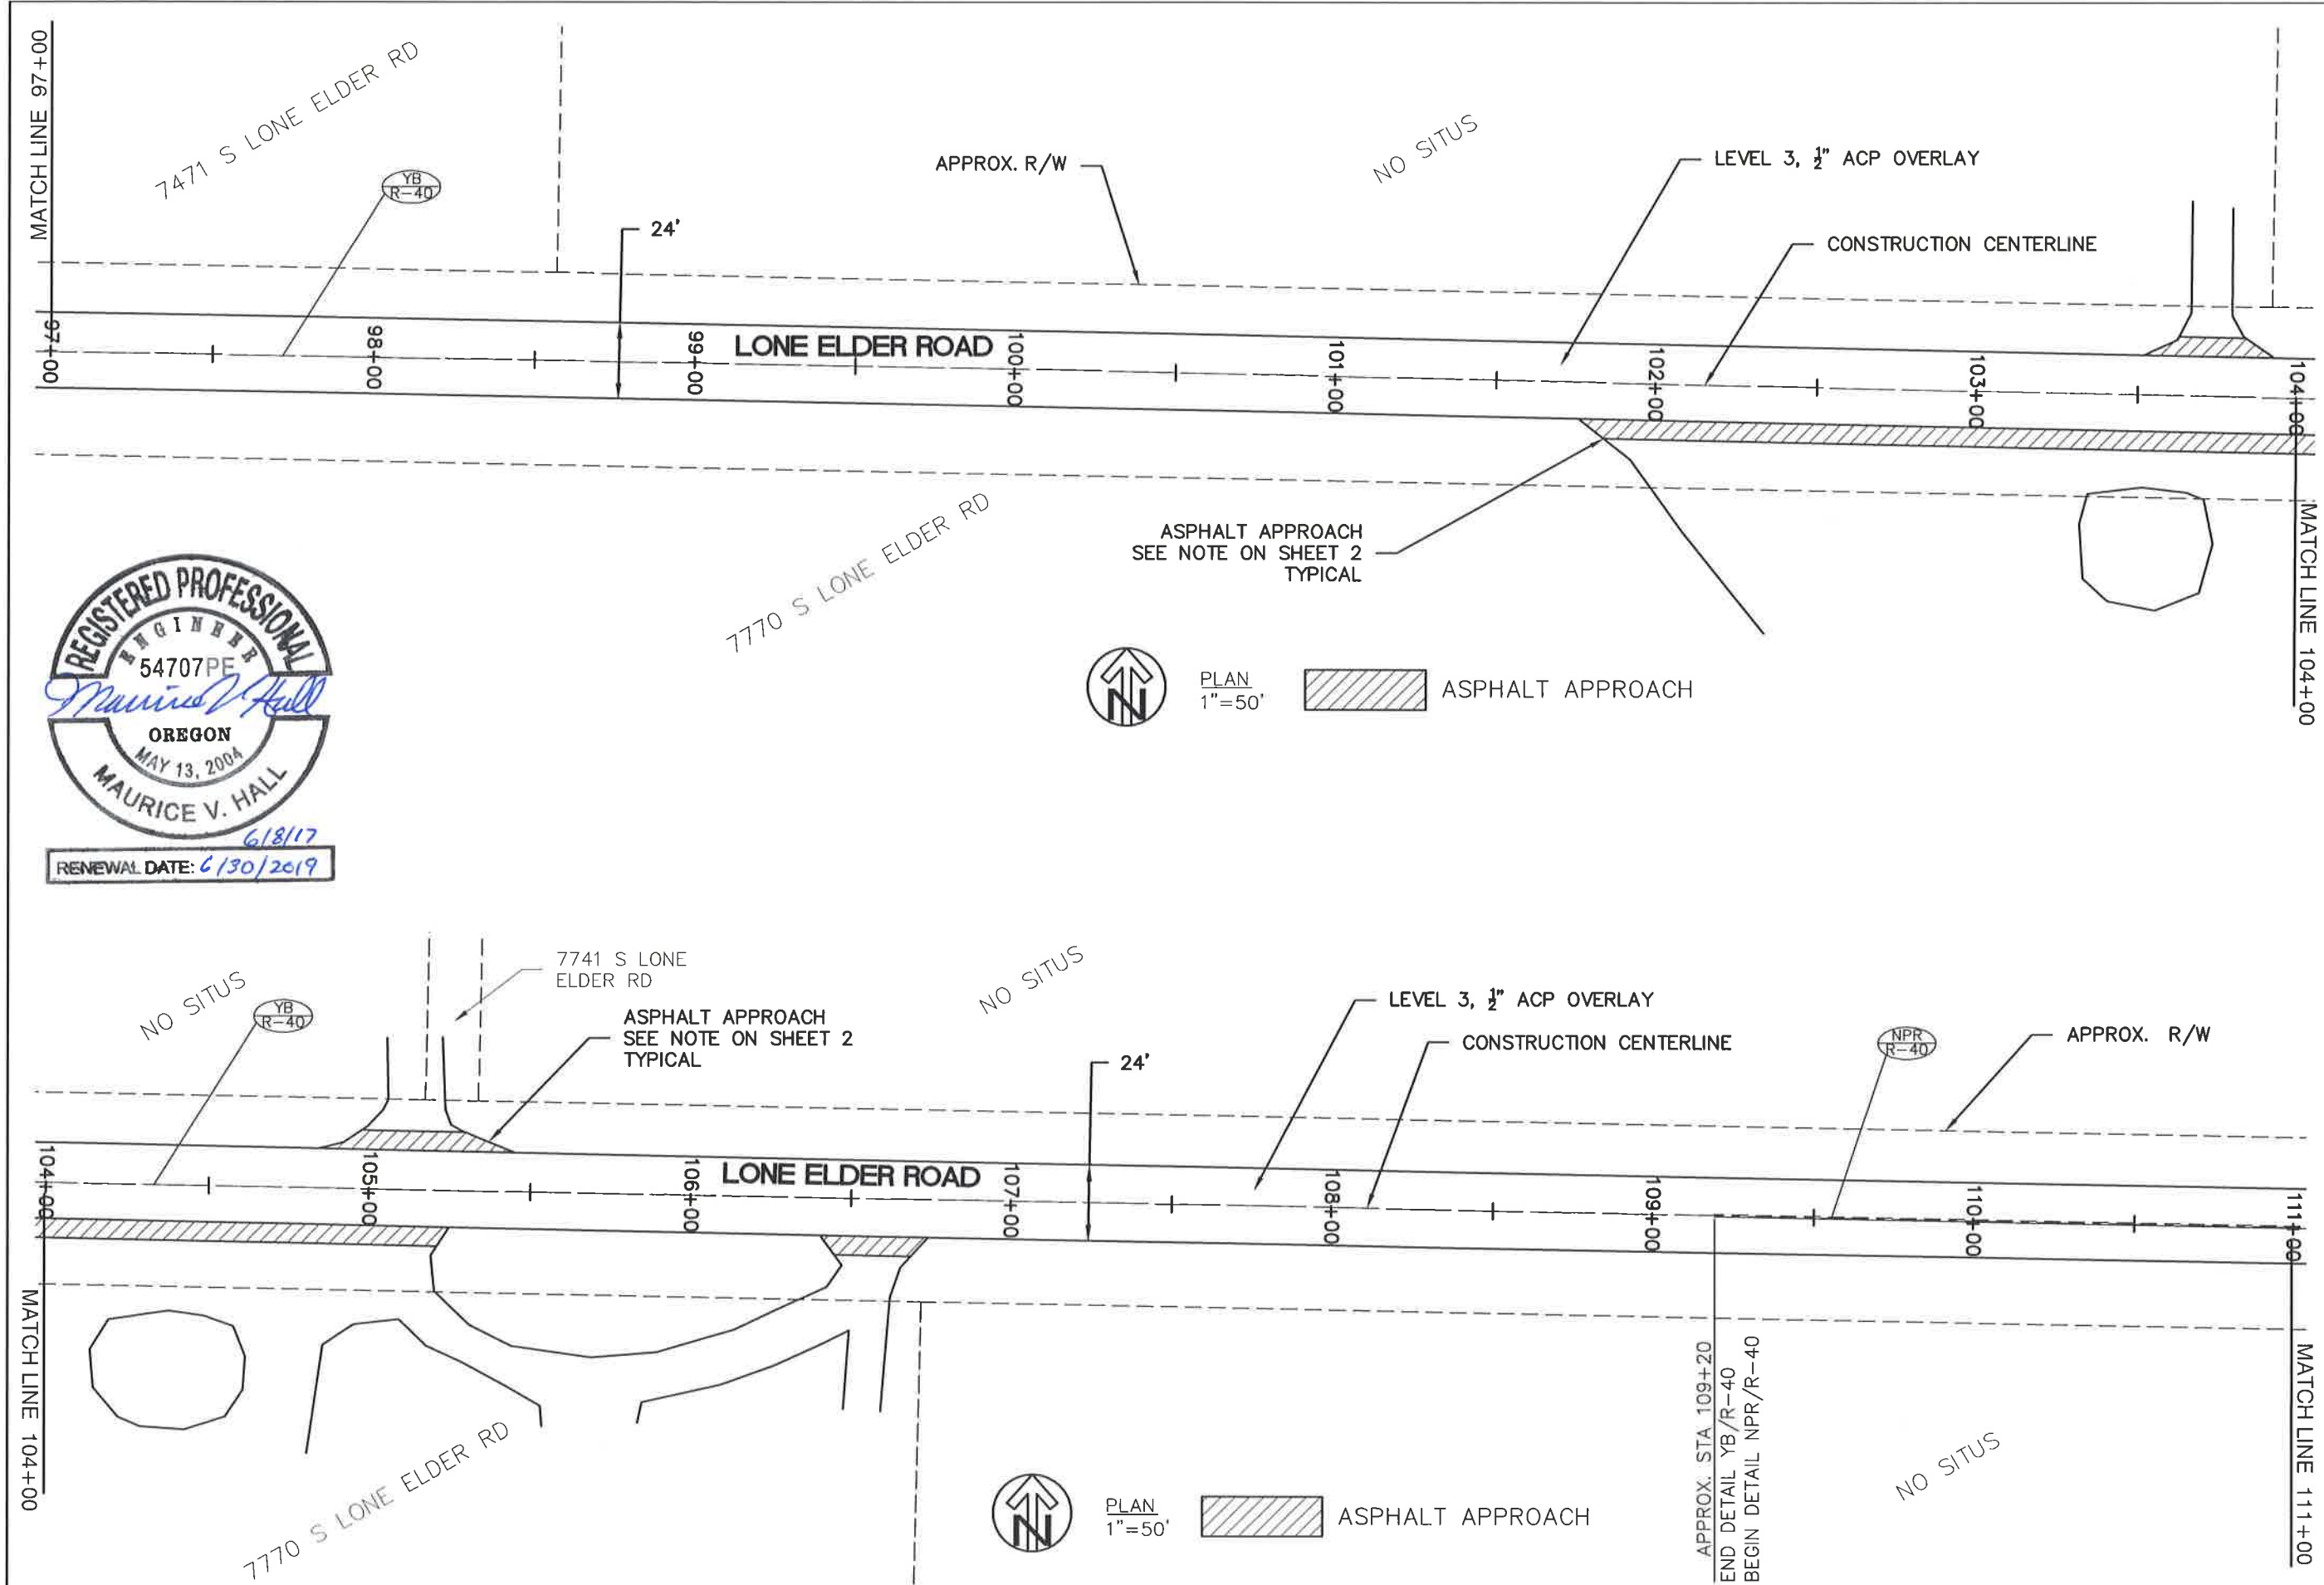 MATCH LINE 97+00
7471 S LONE ELDER RD
YB
R-40
24'
APPROX. R/W
NO SITUS
LEVEL 3, ½" ACP OVERLAY
CONSTRUCTION CENTERLINE
97+00
98+00
99+00
LONE ELDER ROAD
100+00
101+00
102+00
103+00
104+00
7770 S LONE ELDER RD
ASPHALT APPROACH
SEE NOTE ON SHEET 2
TYPICAL
MATCH LINE 104+00
N
PLAN
1"=50'
ASPHALT APPROACH
REGISTERED PROFESSIONAL
ENGINEER
54707PE
Maurice V Hall
OREGON
MAY 13, 2004
MAURICE V. HALL
6/8/17
RENEWAL DATE: 6/30/2019
NO SITUS
YB
R-40
7741 S LONE
ELDER RD
ASPHALT APPROACH
SEE NOTE ON SHEET 2
TYPICAL
NO SITUS
24'
LEVEL 3, ½" ACP OVERLAY
CONSTRUCTION CENTERLINE
NPR
R-40
APPROX. R/W
104+00
105+00
106+00
LONE ELDER ROAD
107+00
108+00
109+00
110+00
111+00
MATCH LINE 104+00
7770 S LONE ELDER RD
N
PLAN
1"=50'
ASPHALT APPROACH
APPROX. STA 109+20
END DETAIL YB/R-40
BEGIN DETAIL NPR/R-40
NO SITUS
MATCH LINE 111+00